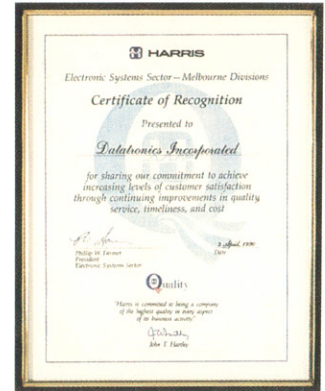 HARRIS
Electronic Systems Sector — Melbourne Divisions
Certificate of Recognition
Presented to
Datatronics Incorporated
for sharing our commitment to achieve
increasing levels of customer satisfaction
through continuing improvements in quality
service, timeliness, and cost
President
Date
Electronic Systems Sector
Quality
"Harris is committed to being a company
of the highest quality in every aspect
of its business activity"
John T. Hartley